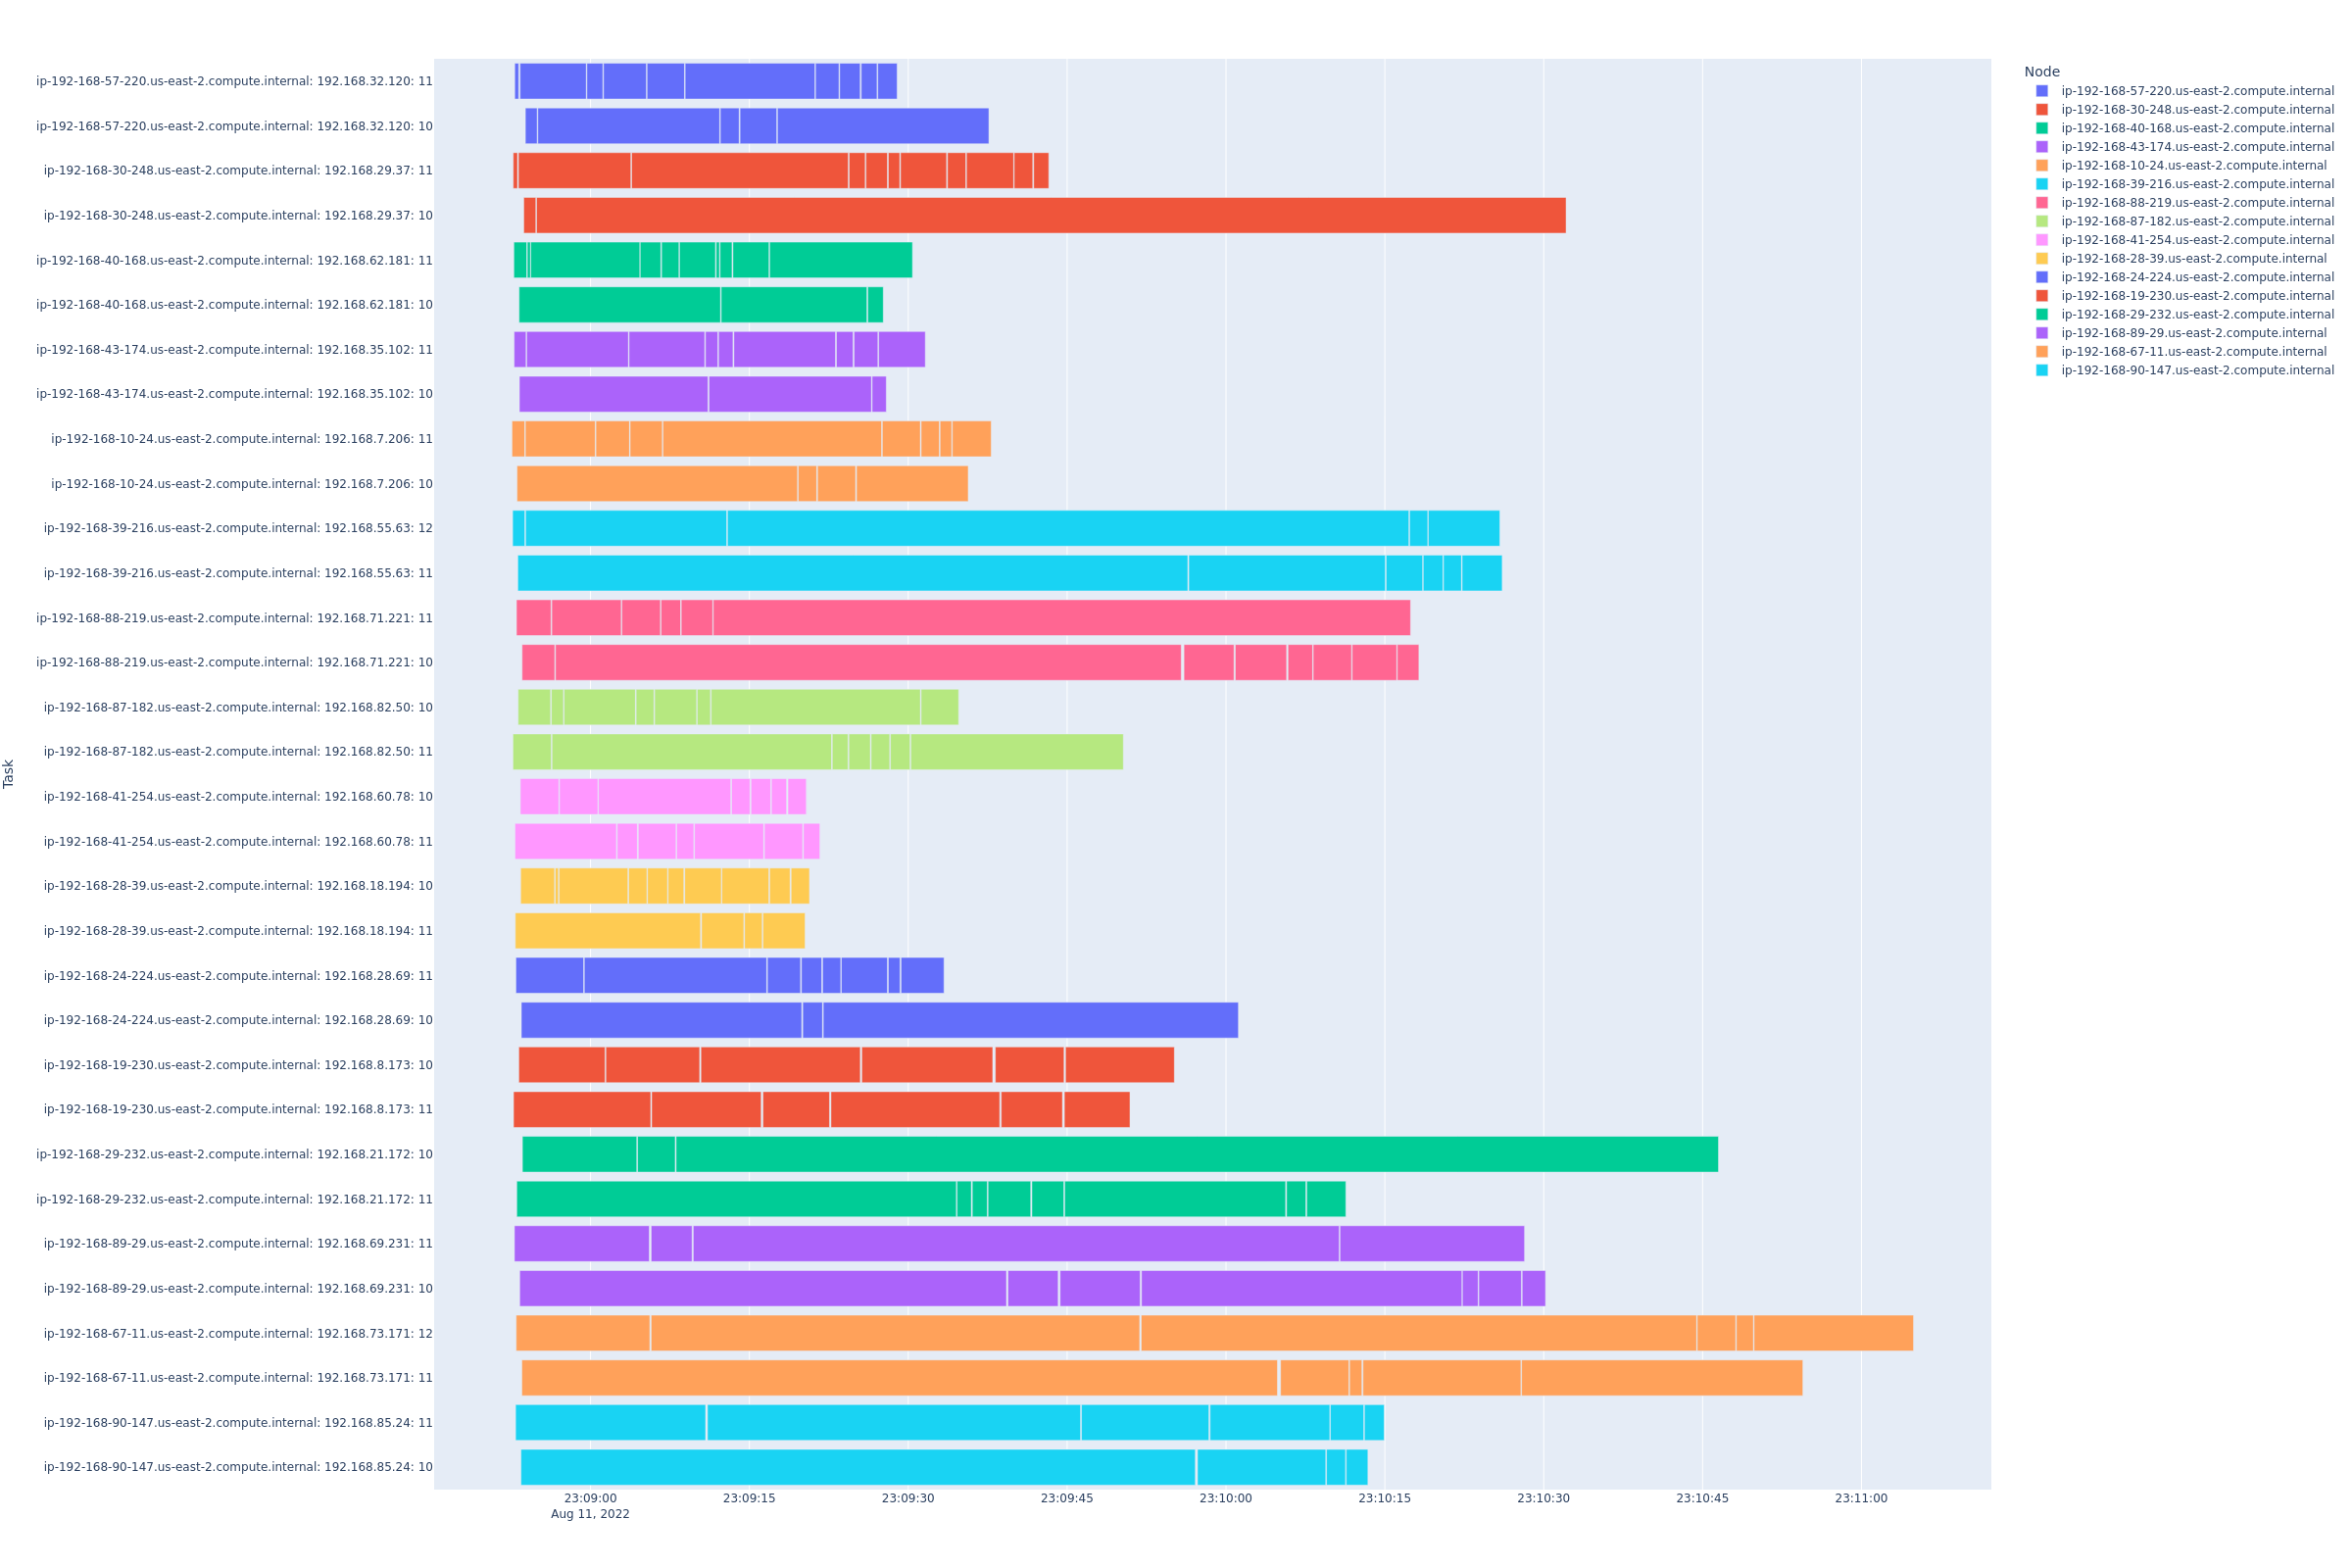 ip-192-168-57-220.us-east-2.compute.internal: 192.168.32.120: 11
ip-192-168-57-220.us-east-2.compute.internal: 192.168.32.120: 10
ip-192-168-30-248.us-east-2.compute.internal: 192.168.29.37: 11
ip-192-168-30-248.us-east-2.compute.internal: 192.168.29.37: 10
ip-192-168-40-168.us-east-2.compute.internal: 192.168.62.181: 11
ip-192-168-40-168.us-east-2.compute.internal: 192.168.62.181: 10
ip-192-168-43-174.us-east-2.compute.internal: 192.168.35.102: 11
ip-192-168-43-174.us-east-2.compute.internal: 192.168.35.102: 10
ip-192-168-10-24.us-east-2.compute.internal: 192.168.7.206: 11
ip-192-168-10-24.us-east-2.compute.internal: 192.168.7.206: 10
ip-192-168-39-216.us-east-2.compute.internal: 192.168.55.63: 12
ip-192-168-39-216.us-east-2.compute.internal: 192.168.55.63: 11
ip-192-168-88-219.us-east-2.compute.internal: 192.168.71.221: 11
ip-192-168-88-219.us-east-2.compute.internal: 192.168.71.221: 10
ip-192-168-87-182.us-east-2.compute.internal: 192.168.82.50: 10
ip-192-168-87-182.us-east-2.compute.internal: 192.168.82.50: 11
ip-192-168-41-254.us-east-2.compute.internal: 192.168.60.78: 10
ip-192-168-41-254.us-east-2.compute.internal: 192.168.60.78: 11
ip-192-168-28-39.us-east-2.compute.internal: 192.168.18.194: 10
ip-192-168-28-39.us-east-2.compute.internal: 192.168.18.194: 11
ip-192-168-24-224.us-east-2.compute.internal: 192.168.28.69: 11
ip-192-168-24-224.us-east-2.compute.internal: 192.168.28.69: 10
ip-192-168-19-230.us-east-2.compute.internal: 192.168.8.173: 10
ip-192-168-19-230.us-east-2.compute.internal: 192.168.8.173: 11
ip-192-168-29-232.us-east-2.compute.internal: 192.168.21.172: 10
ip-192-168-29-232.us-east-2.compute.internal: 192.168.21.172: 11
ip-192-168-89-29.us-east-2.compute.internal: 192.168.69.231: 11
ip-192-168-89-29.us-east-2.compute.internal: 192.168.69.231: 10
ip-192-168-67-11.us-east-2.compute.internal: 192.168.73.171: 12
ip-192-168-67-11.us-east-2.compute.internal: 192.168.73.171: 11
ip-192-168-90-147.us-east-2.compute.internal: 192.168.85.24: 11
ip-192-168-90-147.us-east-2.compute.internal: 192.168.85.24: 10
Task
23:09:00 23:09:15 23:09:30 23:09:45 23:10:00 23:10:15 23:10:30 23:10:45 23:11:00
Aug 11, 2022
Node
ip-192-168-57-220.us-east-2.compute.internal
ip-192-168-30-248.us-east-2.compute.internal
ip-192-168-40-168.us-east-2.compute.internal
ip-192-168-43-174.us-east-2.compute.internal
ip-192-168-10-24.us-east-2.compute.internal
ip-192-168-39-216.us-east-2.compute.internal
ip-192-168-88-219.us-east-2.compute.internal
ip-192-168-87-182.us-east-2.compute.internal
ip-192-168-41-254.us-east-2.compute.internal
ip-192-168-28-39.us-east-2.compute.internal
ip-192-168-24-224.us-east-2.compute.internal
ip-192-168-19-230.us-east-2.compute.internal
ip-192-168-29-232.us-east-2.compute.internal
ip-192-168-89-29.us-east-2.compute.internal
ip-192-168-67-11.us-east-2.compute.internal
ip-192-168-90-147.us-east-2.compute.internal